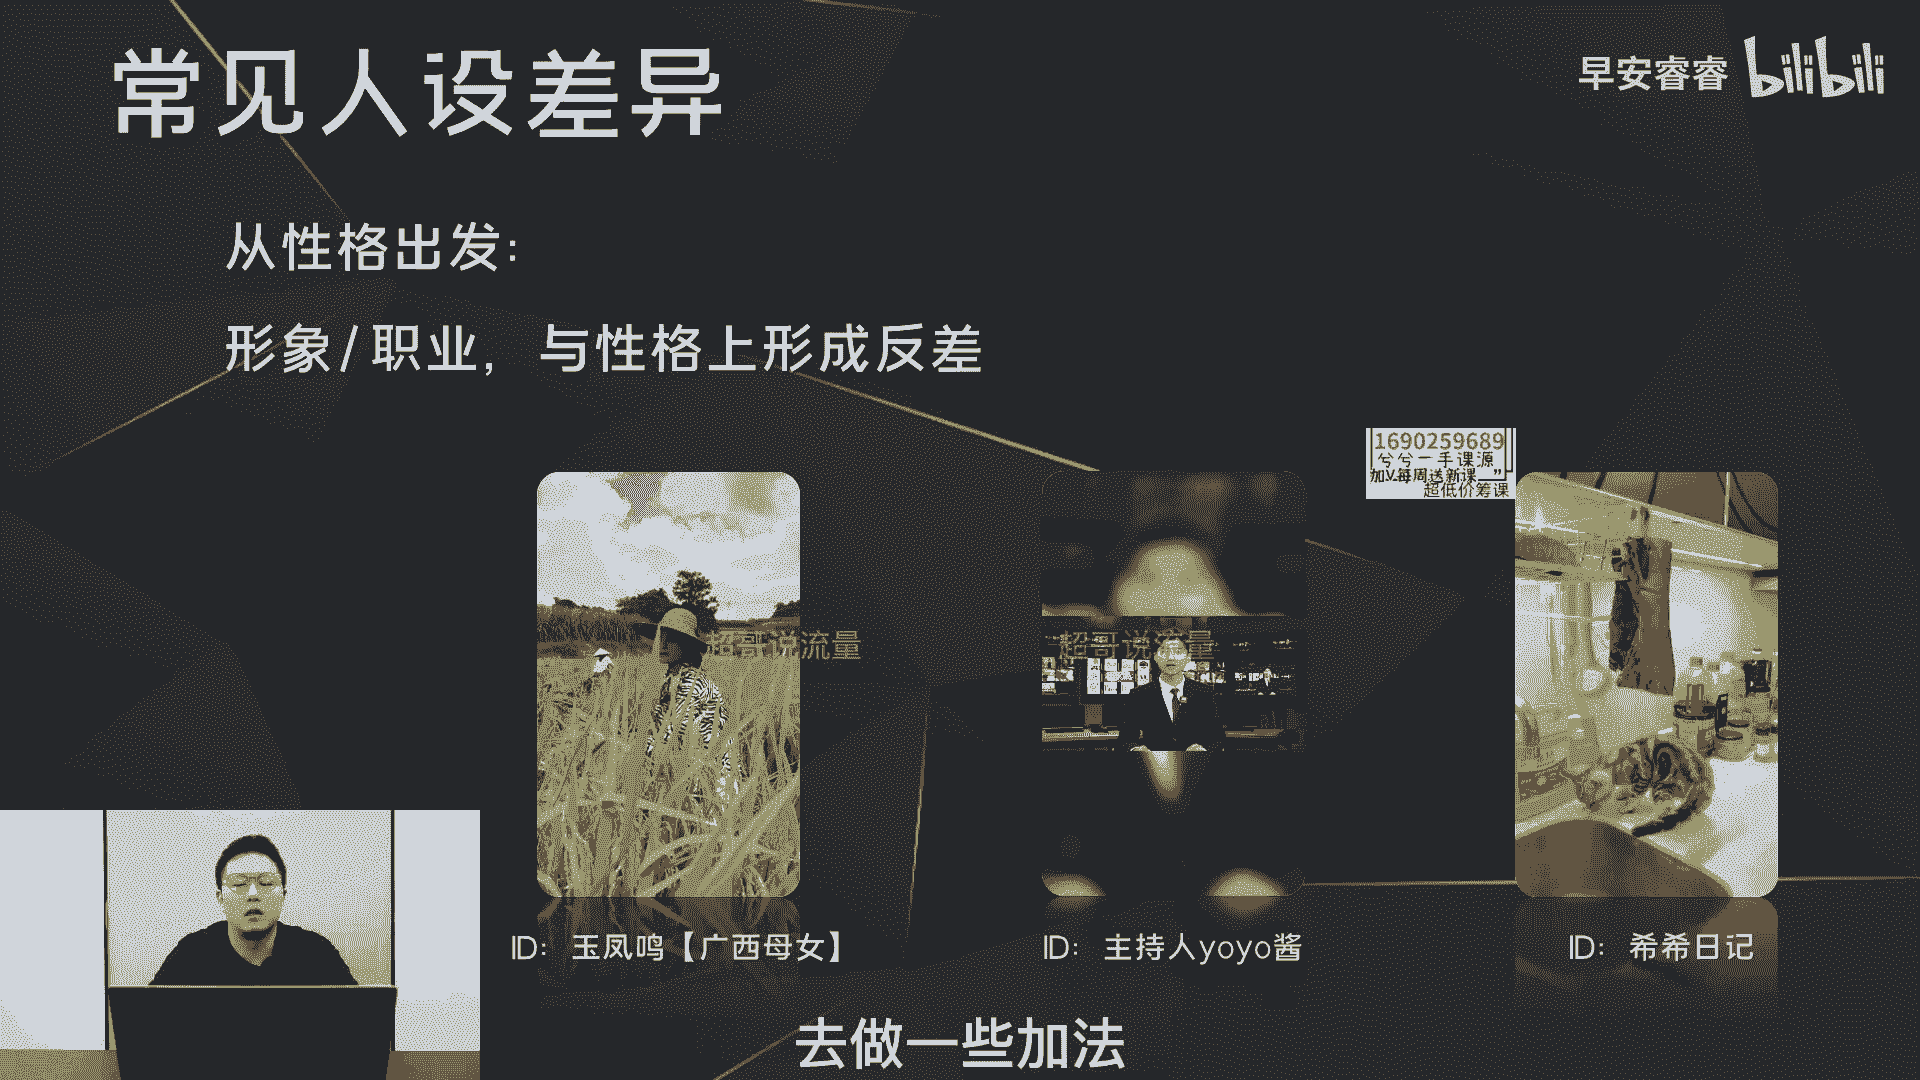 常见人设差异
早安睿睿 bilibili
从性格出发:
形象/职业，与性格上形成反差
1690259689
兮兮一手课源
加V每周送新课
超低价筹课
超哥说流量
超哥说流量
ID: 玉凤鸣【广西母女】
ID: 主持人yoyo酱
ID: 希希日记
去做一些加法